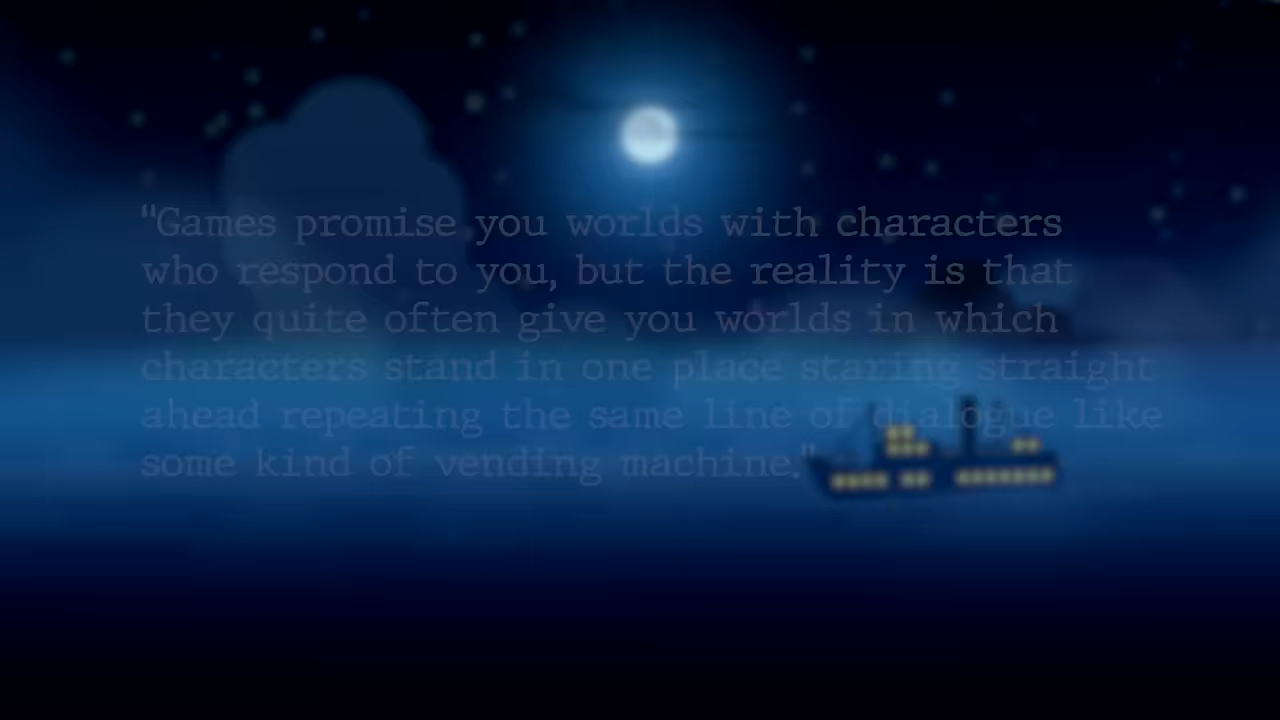 "Games promise you worlds with characters
who respond to you, but the reality is that
they quite often give you worlds in which
characters stand in one place staring straight
ahead repeating the same line of dialogue like
some kind of vending machine."